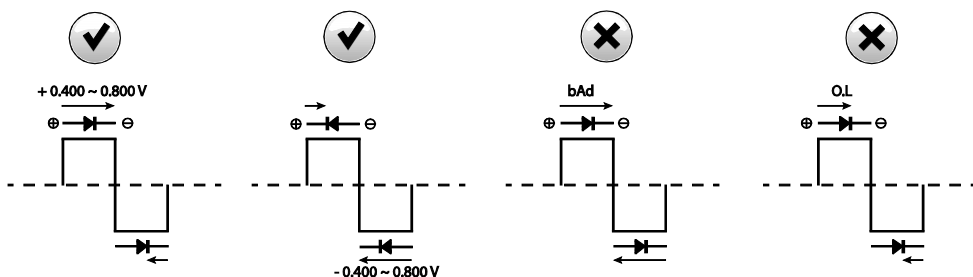 + 0.400 ~ 0.800 V
bAd
O.L
⊕ ⊖
⊕ ⊖
⊕ ⊖
⊕ ⊖
- 0.400 ~ 0.800 V